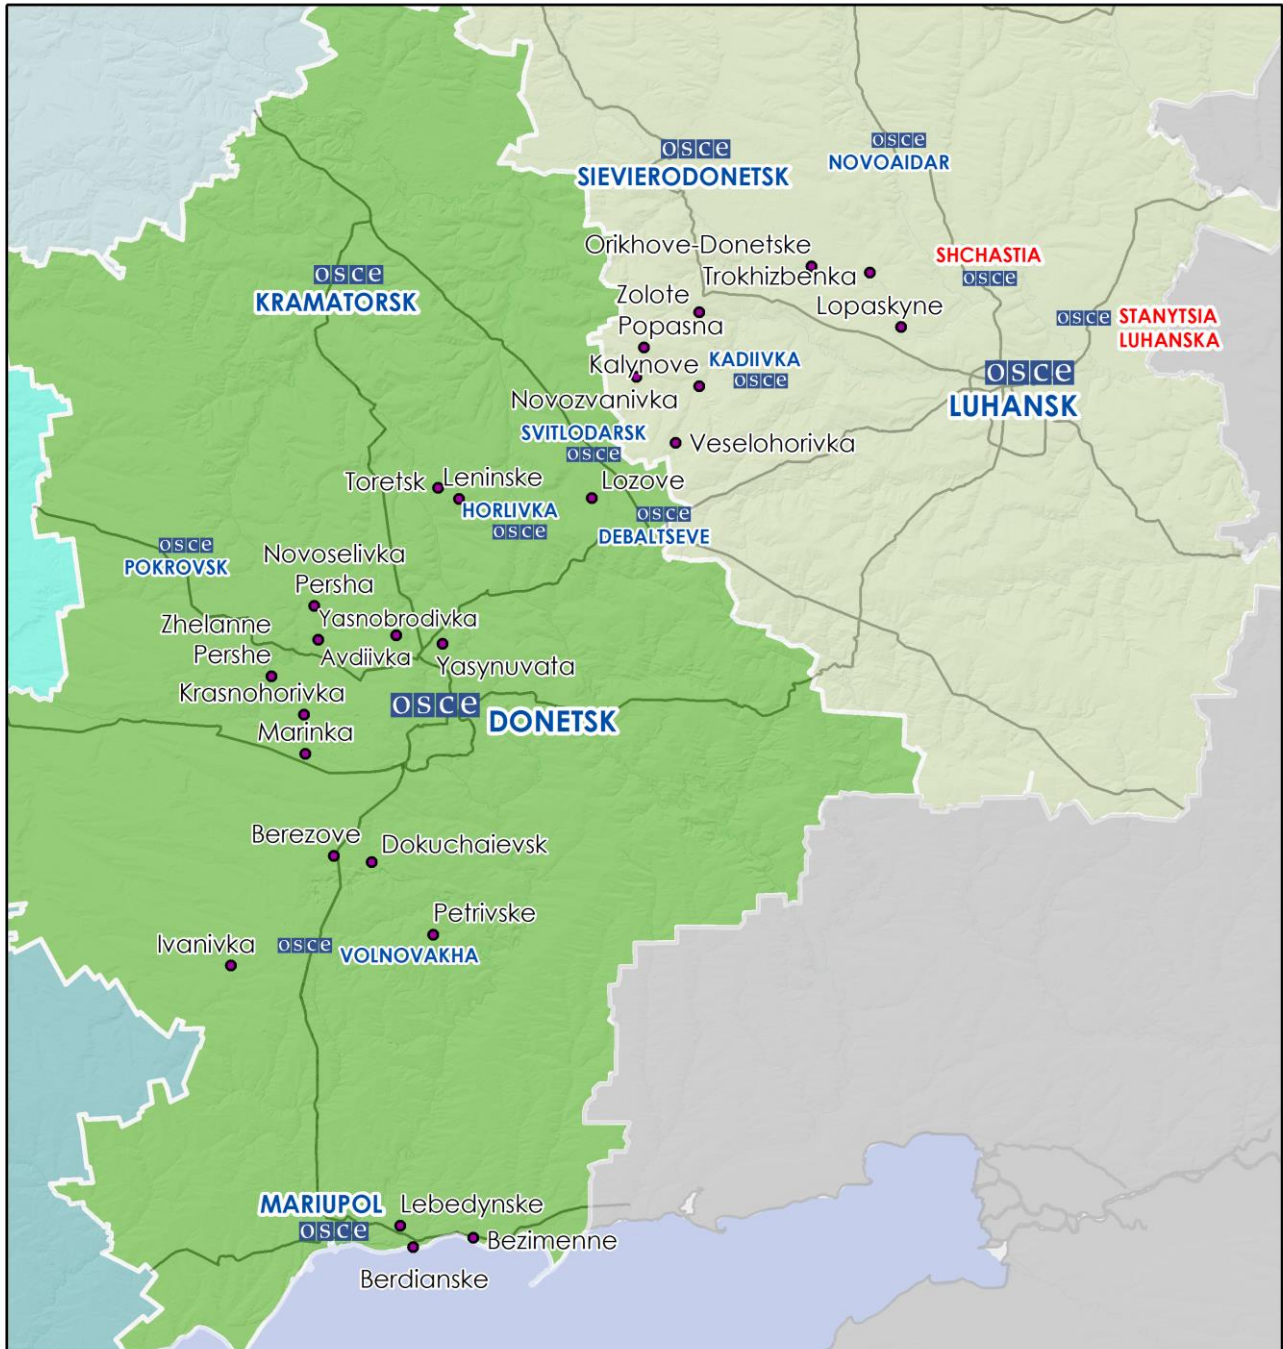 osce
SIEVIERODONETSK
osce
NOVOAIDAR
Orikhove-Donetske
Trokhizbenka
SHCHASTIA
osce
osce
KRAMATORSK
Zolote
Lopaskyne
osce
STANYTSIA
LUHANSKA
Popasna
Kalynove
KADIIVKA
osce
osce
LUHANSK
Novozvanivka
SVITLODARSK
osce
Veselohorivka
Toretsk
Leninske
Lozove
HORLIVKA
osce
osce
DEBALTSEVE
osce
POKROVSK
Novoselivka
Persha
Yasnobrodivka
Zhelanne
Pershe
Avdiivka
Yasynuvata
Krasnohorivka
osce
DONETSK
Marinka
Berezove
Dokuchaievsk
Petrivske
Ivanivka
osce
VOLNOVAKHA
MARIUPOL
osce
Lebedynske
Bezimenne
Berdianske